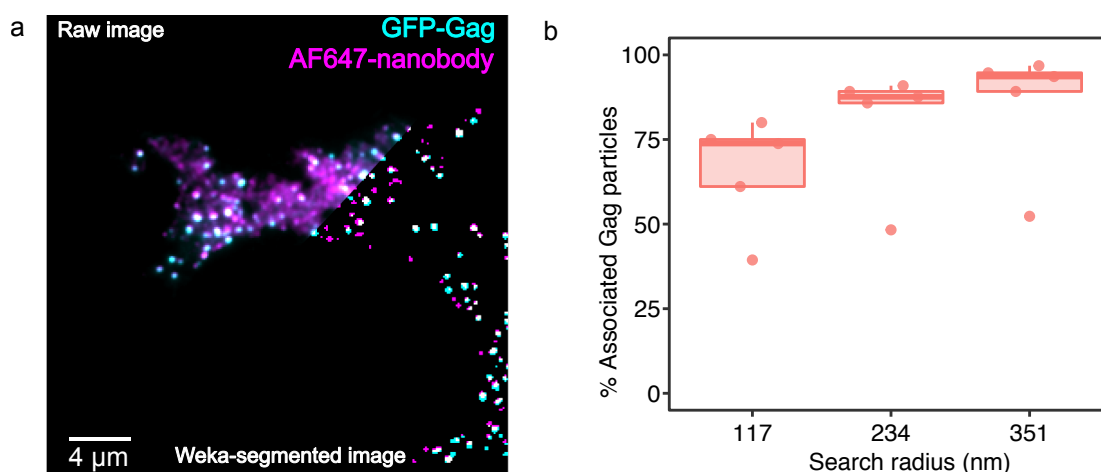 a
Raw image
GFP-Gag
AF647-nanobody
4 μm
Weka-segmented image
b
% Associated Gag particles
100
75
50
25
0
117 234 351
Search radius (nm)